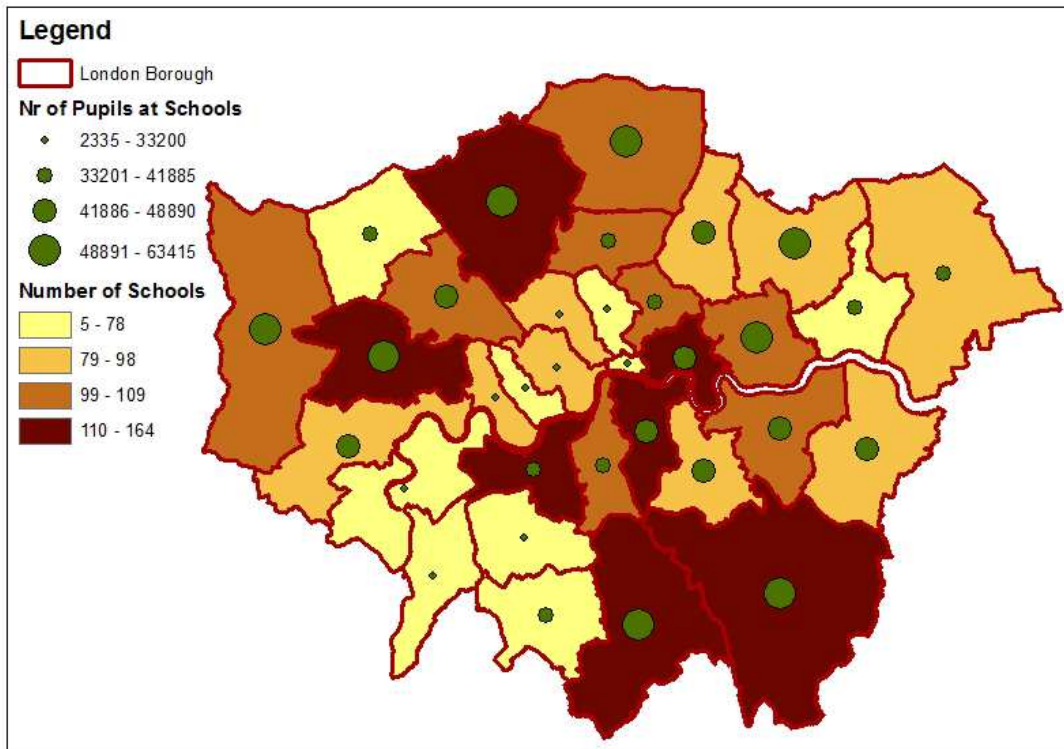 Legend
London Borough
Nr of Pupils at Schools
2335 - 33200
33201 - 41885
41886 - 48890
48891 - 63415
Number of Schools
5 - 78
79 - 98
99 - 109
110 - 164